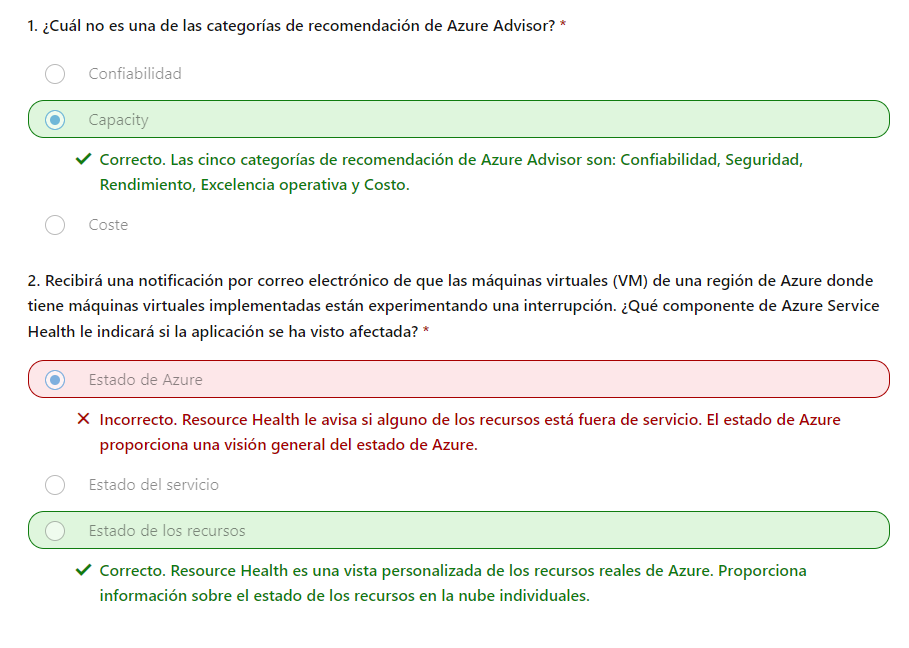 1. ¿Cuál no es una de las categorías de recomendación de Azure Advisor? *
Confiabilidad
Capacity
Correcto. Las cinco categorías de recomendación de Azure Advisor son: Confiabilidad, Seguridad,
Rendimiento, Excelencia operativa y Costo.
Coste
2. Recibirá una notificación por correo electrónico de que las máquinas virtuales (VM) de una región de Azure donde
tiene máquinas virtuales implementadas están experimentando una interrupción. ¿Qué componente de Azure Service
Health le indicará si la aplicación se ha visto afectada? *
Estado de Azure
Incorrecto. Resource Health le avisa si alguno de los recursos está fuera de servicio. El estado de Azure
proporciona una visión general del estado de Azure.
Estado del servicio
Estado de los recursos
Correcto. Resource Health es una vista personalizada de los recursos reales de Azure. Proporciona
información sobre el estado de los recursos en la nube individuales.